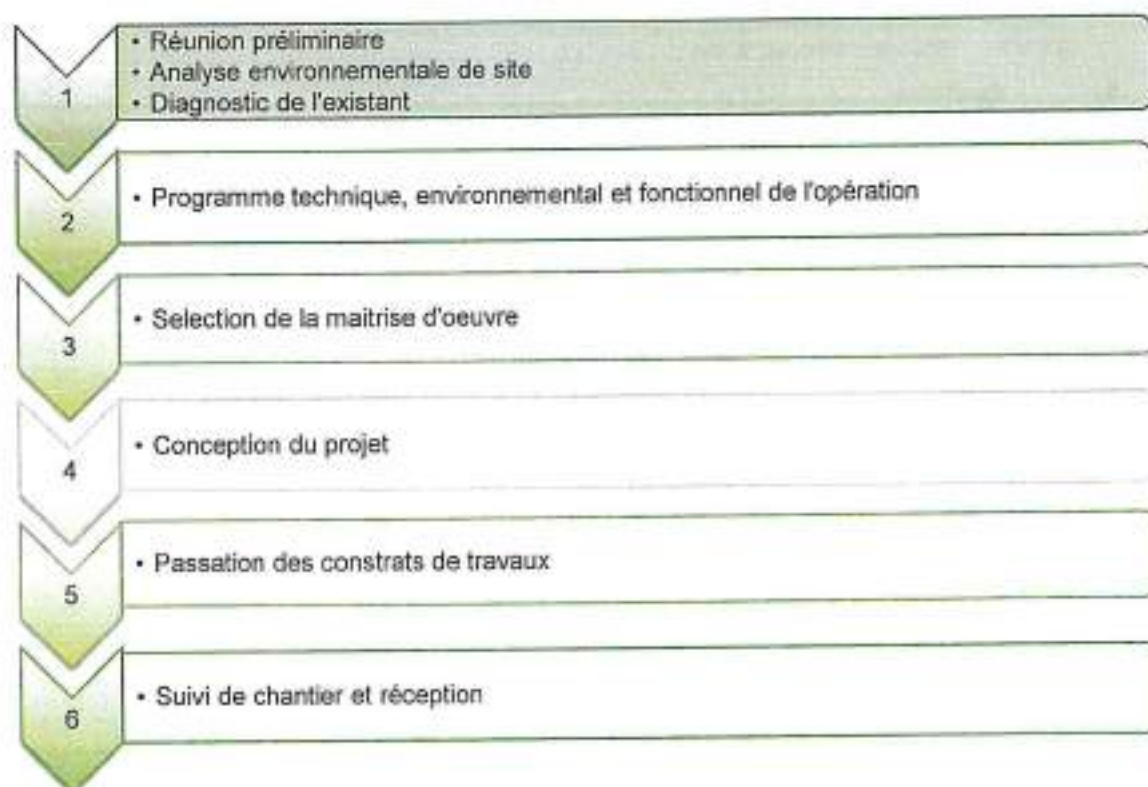 1
• Réunion préliminaire
• Analyse environnementale de site
• Diagnostic de l'existant
2
• Programme technique, environnemental et fonctionnel de l'opération
3
• Selection de la maitrise d'oeuvre
4
• Conception du projet
5
• Passation des constrats de travaux
6
• Suivi de chantier et réception